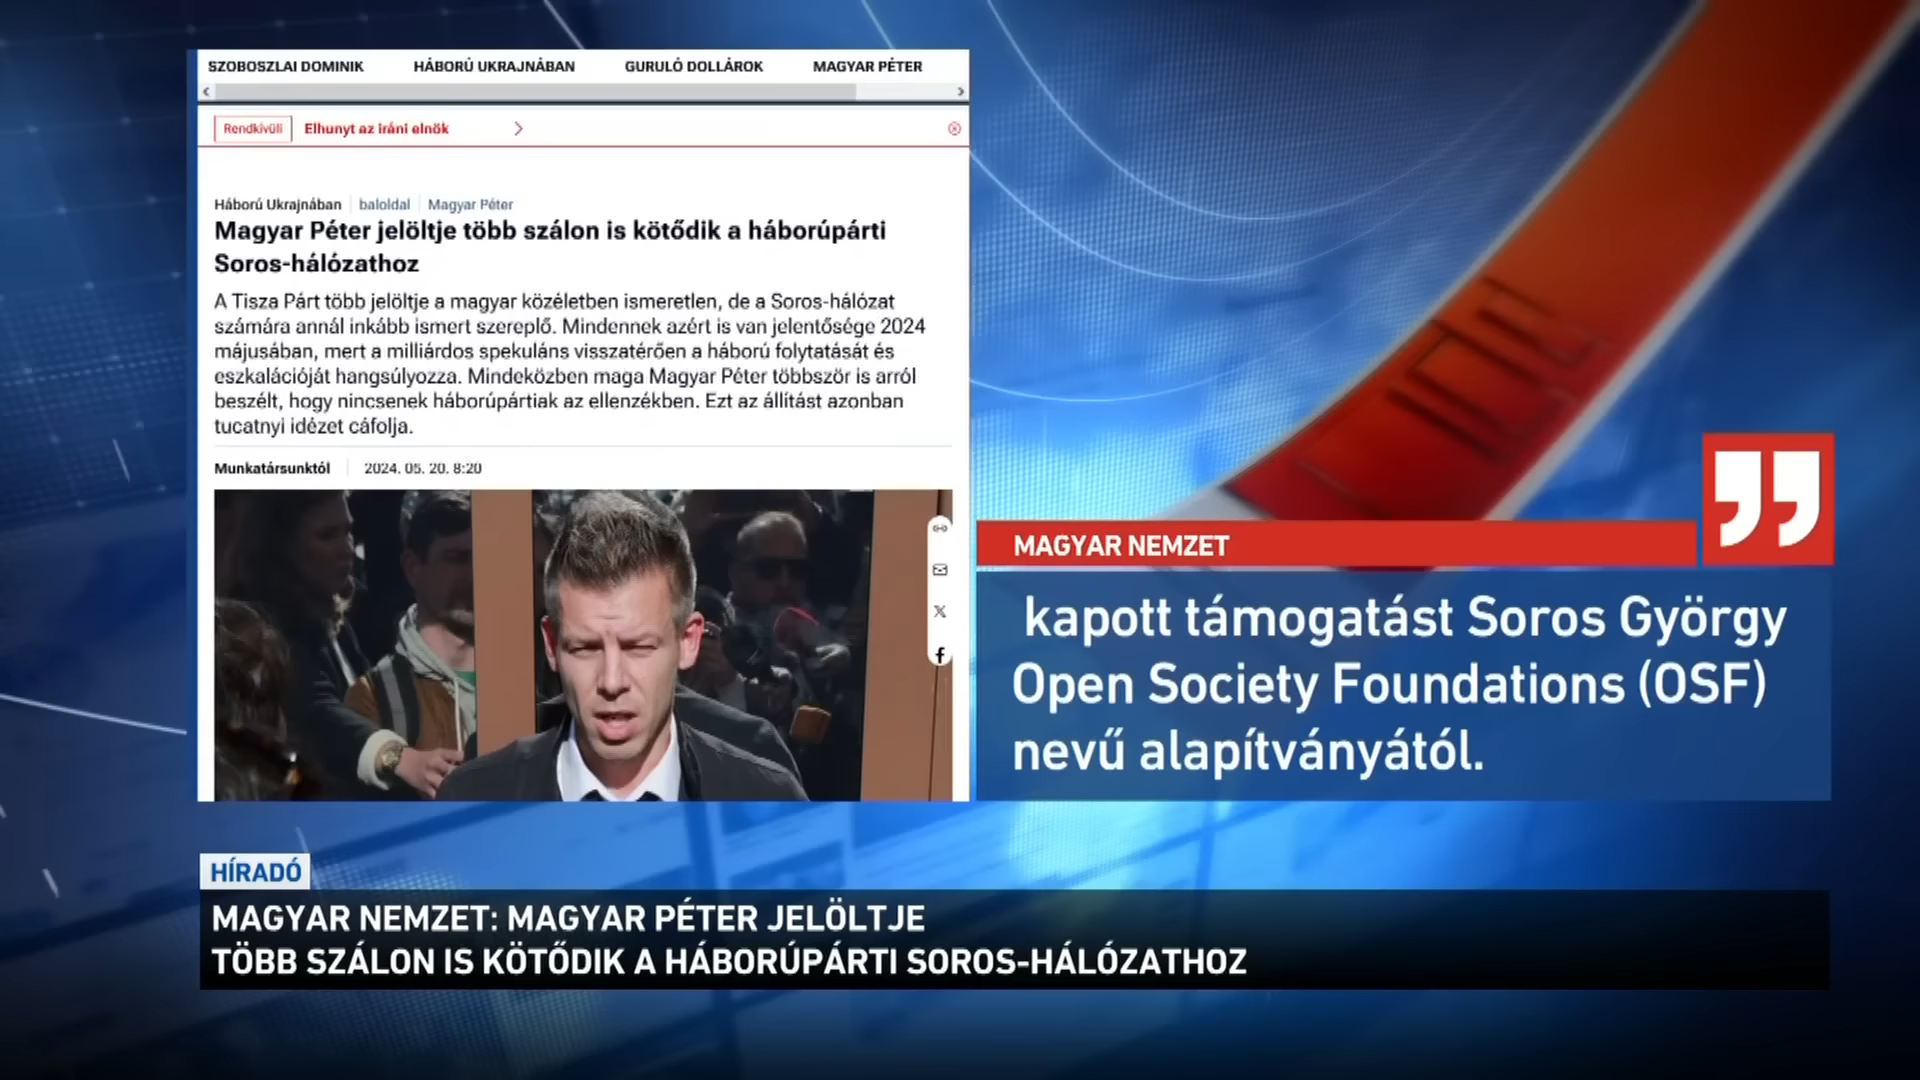 SZOBOSZLAI DOMINIK HÁBORÚ UKRAJNÁBAN GURULÓ DOLLÁROK MAGYAR PÉTER
Rendkívüli Elhunyt az iráni elnök
Háború Ukrajnában baloldal Magyar Péter
Magyar Péter jelöltje több szálon is kötődik a háborúpárti
Soros-hálózathoz
A Tisza Párt több jelöltje a magyar közéletben ismeretlen, de a Soros-hálózat
számára annál inkább ismert szereplő. Mindennek azért is van jelentősége 2024
májusában, mert a milliárdos spekuláns visszatérően a háború folytatását és
eszkalációját hangsúlyozza. Mindeközben maga Magyar Péter többször is arról
beszélt, hogy nincsenek háborúpártiak az ellenzékben. Ezt az állítást azonban
tucatnyi idézet cáfolja.
Munkatársunktól 2024. 05. 20. 8:20
MAGYAR NEMZET
kapott támogatást Soros György
Open Society Foundations (OSF)
nevű alapítványától.
HÍRADÓ
MAGYAR NEMZET: MAGYAR PÉTER JELÖLTJE
TÖBB SZÁLON IS KÖTŐDIK A HÁBORÚPÁRTI SOROS-HÁLÓZATHOZ